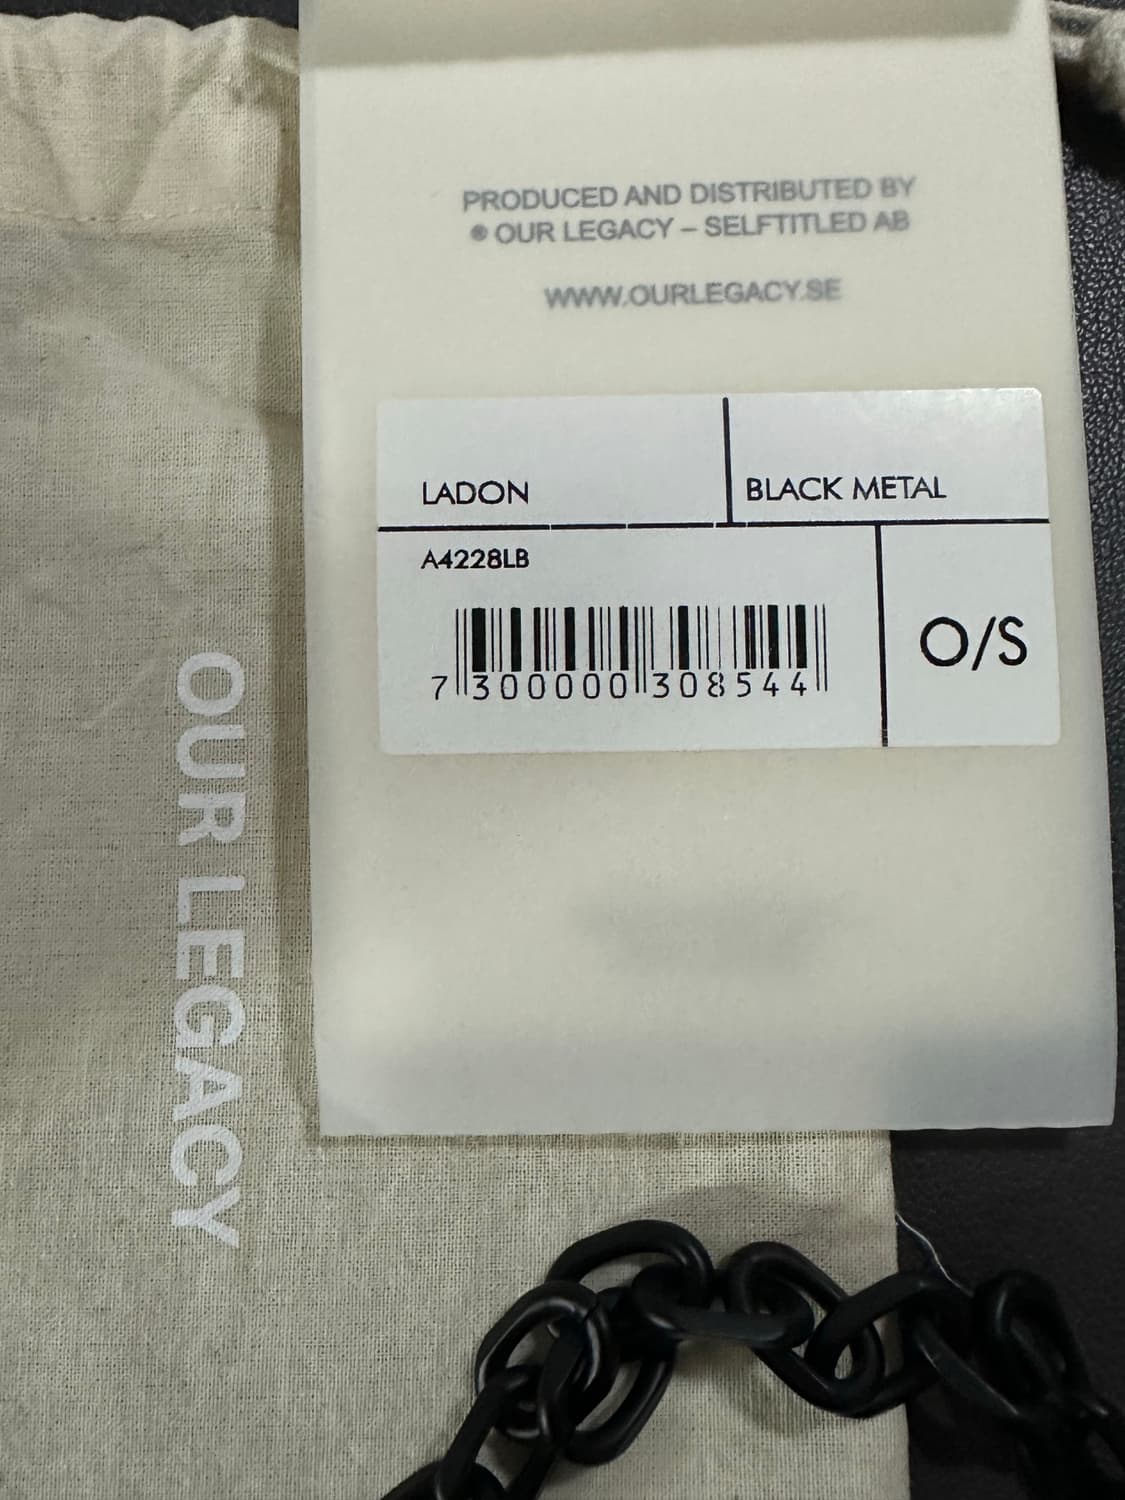 PRODUCED AND DISTRIBUTED BY
® OUR LEGACY – SELFTITLED AB
WWW.OURLEGACY.SE
LADON
BLACK METAL
A4228LB
O/S
7 300000 308544
OUR LEGACY